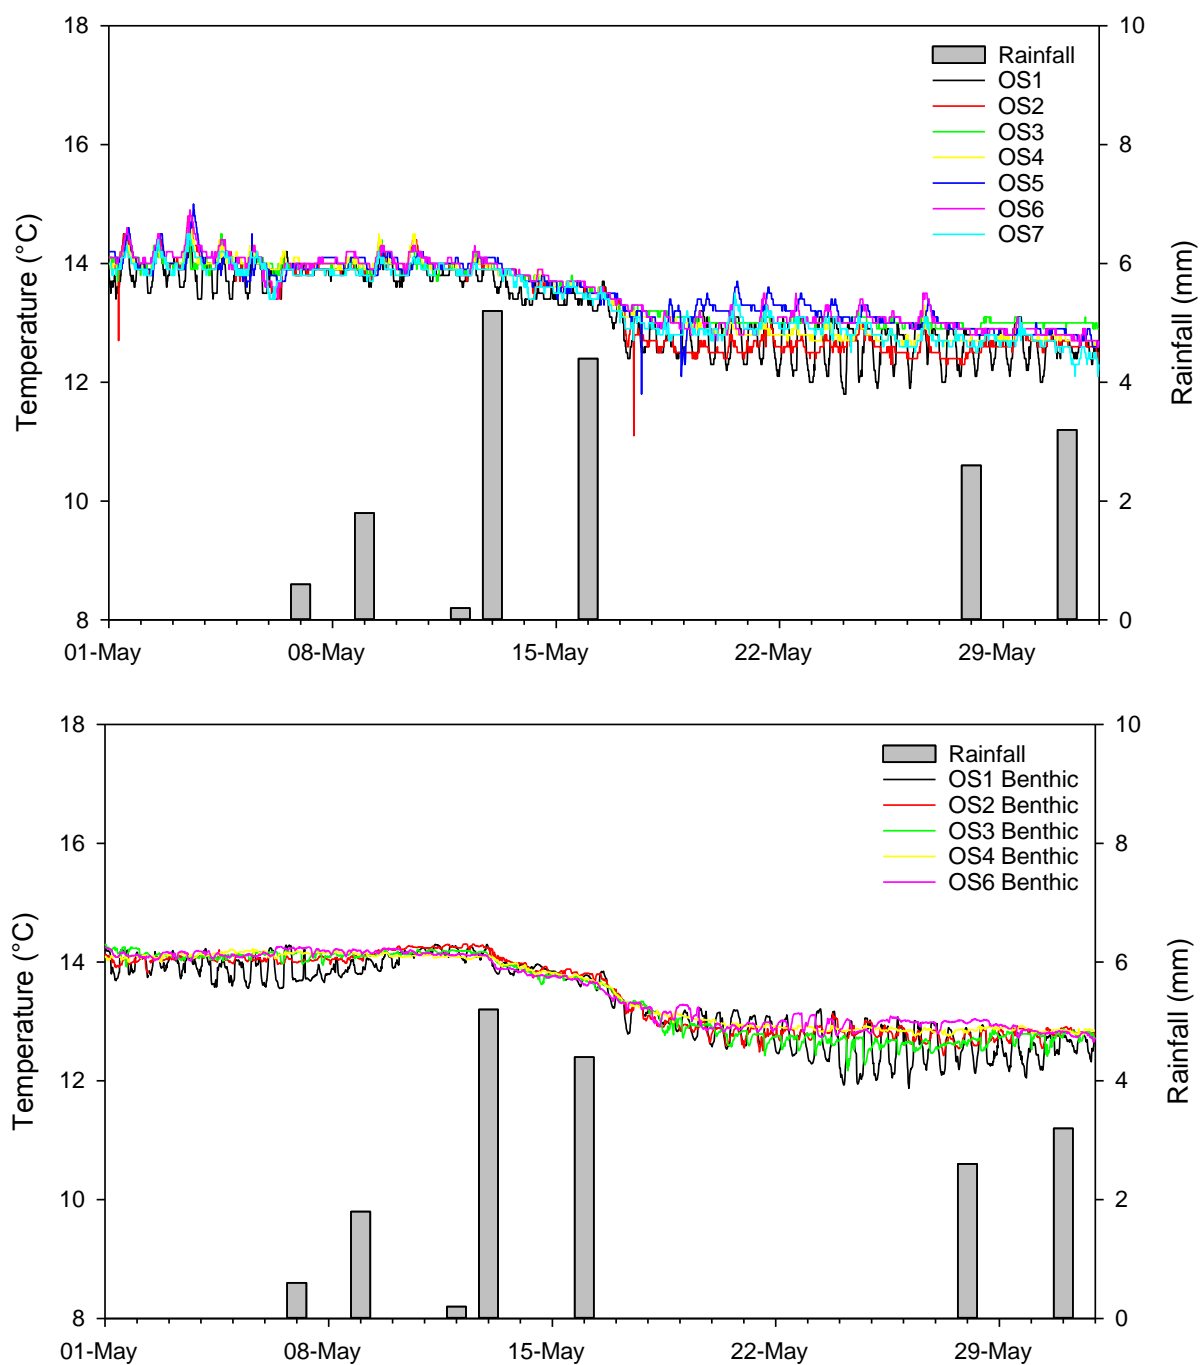 18
16
14
12
10
8
Temperature (°C)
10
8
6
4
2
0
Rainfall (mm)
Rainfall
OS1
OS2
OS3
OS4
OS5
OS6
OS7
01-May
08-May
15-May
22-May
29-May
18
16
14
12
10
8
Temperature (°C)
10
8
6
4
2
0
Rainfall (mm)
Rainfall
OS1 Benthic
OS2 Benthic
OS3 Benthic
OS4 Benthic
OS6 Benthic
01-May
08-May
15-May
22-May
29-May